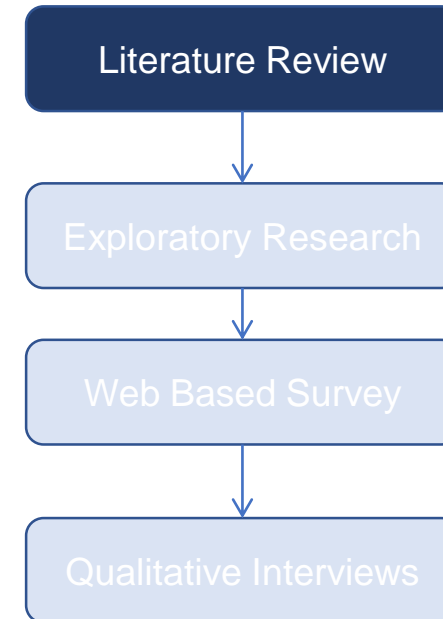 Literature Review
Exploratory Research
Web Based Survey
Qualitative Interviews